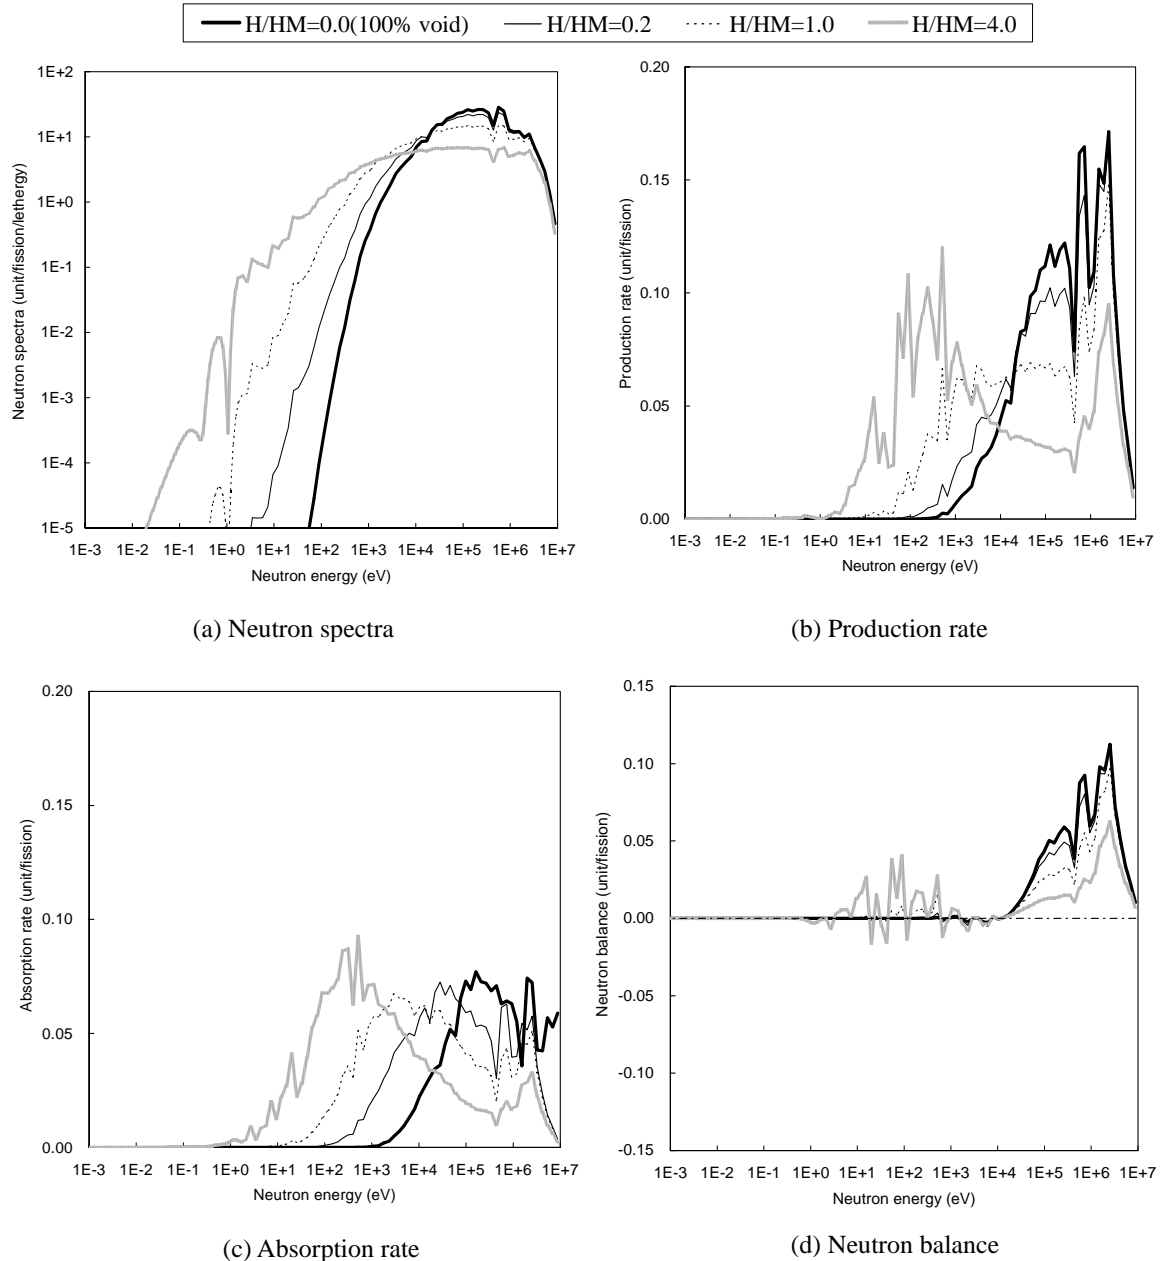 H/HM=0.0(100% void) H/HM=0.2 H/HM=1.0 H/HM=4.0
1E+2
1E+1
1E+0
1E-1
1E-2
1E-3
1E-4
1E-5
Neutron spectra (unit/fission/lethergy)
1E-3 1E-2 1E-1 1E+0 1E+1 1E+2 1E+3 1E+4 1E+5 1E+6 1E+7
Neutron energy (eV)
(a) Neutron spectra
0.20
0.15
0.10
0.05
0.00
Production rate (unit/fission)
1E-3 1E-2 1E-1 1E+0 1E+1 1E+2 1E+3 1E+4 1E+5 1E+6 1E+7
Neutron energy (eV)
(b) Production rate
0.20
0.15
0.10
0.05
0.00
Absorption rate (unit/fission)
1E-3 1E-2 1E-1 1E+0 1E+1 1E+2 1E+3 1E+4 1E+5 1E+6 1E+7
Neutron energy (eV)
(c) Absorption rate
0.15
0.10
0.05
0.00
-0.05
-0.10
-0.15
Neutron balance (unit/fission)
1E-3 1E-2 1E-1 1E+0 1E+1 1E+2 1E+3 1E+4 1E+5 1E+6 1E+7
Neutron energy (eV)
(d) Neutron balance